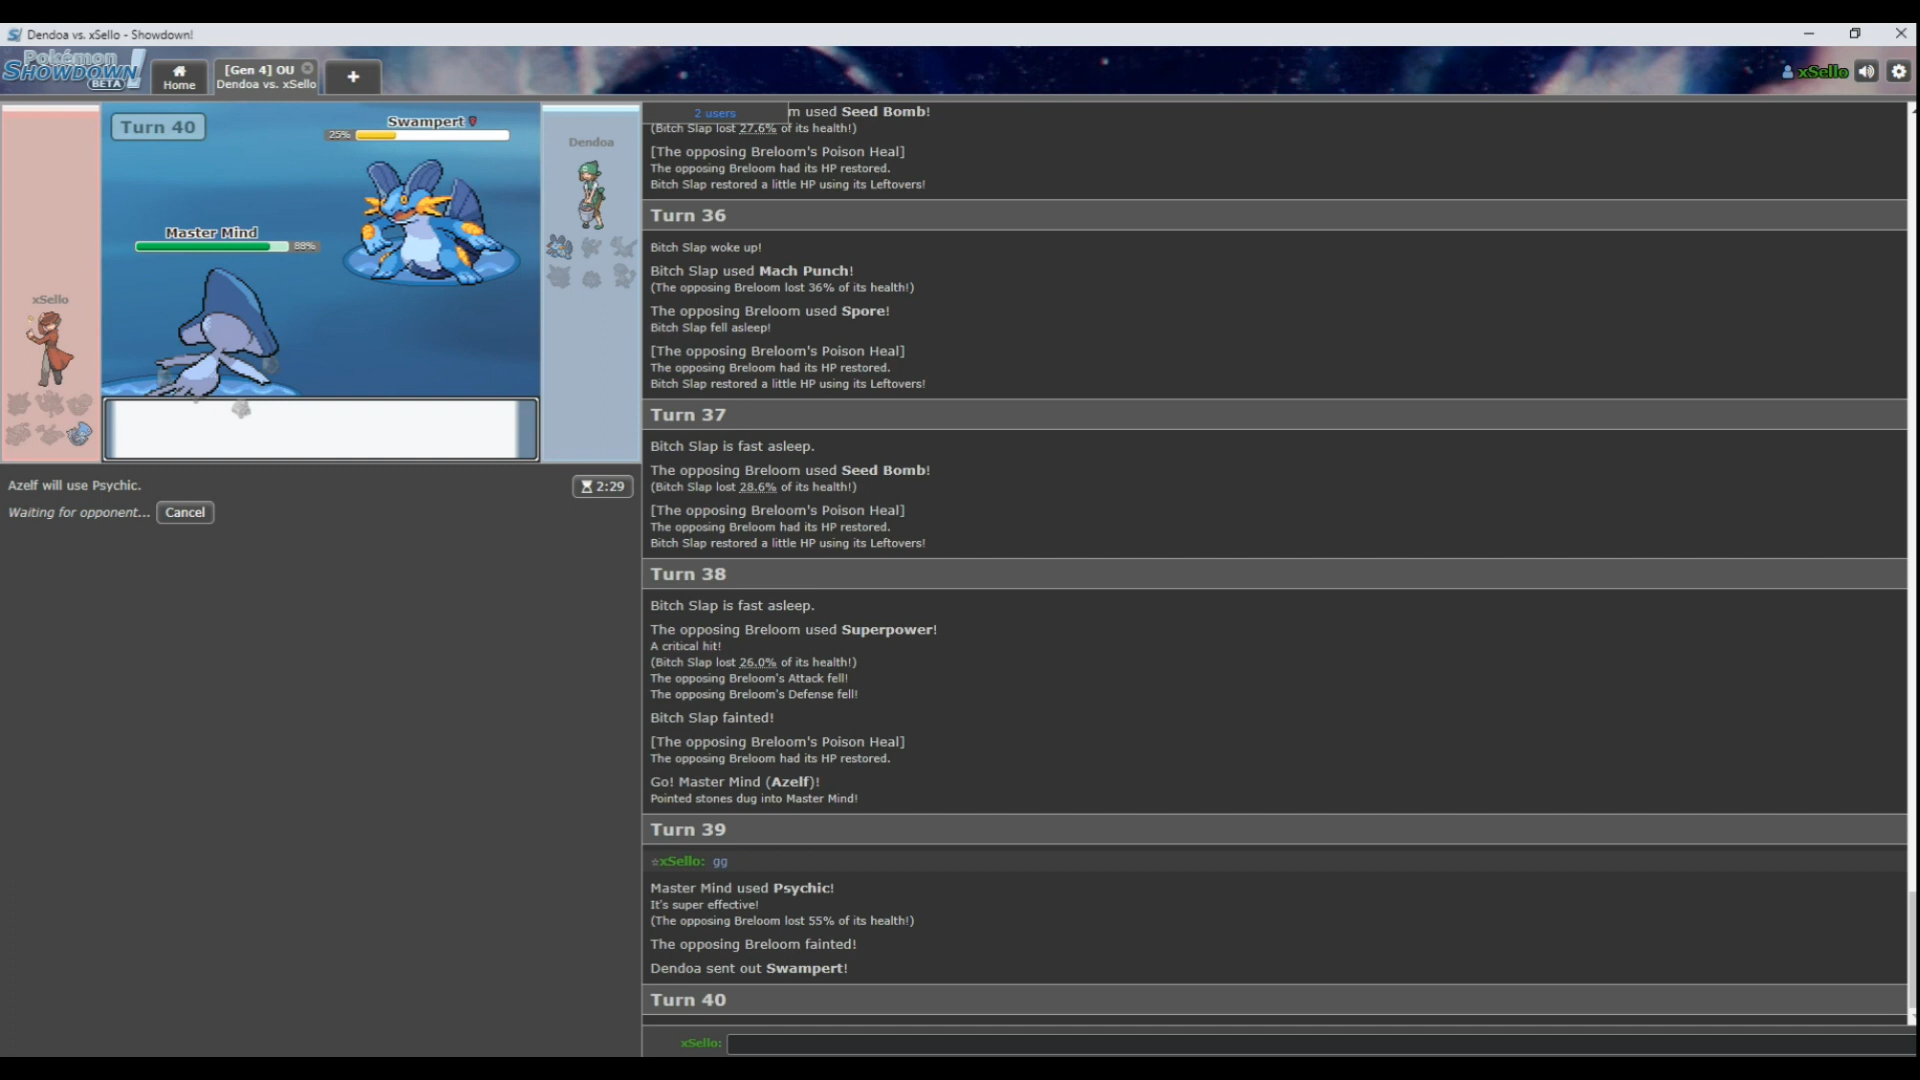 Dendoa vs. xSello - Showdown!
Pokémon
SHOWDOWN!
BETA
Home
[Gen 4] OU
Dendoa vs. xSello
+
xSello
Turn 40
Swampert
25%
Master Mind
88%
xSello
Dendoa
Azelf will use Psychic.
2:29
Waiting for opponent... Cancel
2 users
m used Seed Bomb!
(Bitch Slap lost 27.6% of its health!)
[The opposing Breloom's Poison Heal]
The opposing Breloom had its HP restored.
Bitch Slap restored a little HP using its Leftovers!
Turn 36
Bitch Slap woke up!
Bitch Slap used Mach Punch!
(The opposing Breloom lost 36% of its health!)
The opposing Breloom used Spore!
Bitch Slap fell asleep!
[The opposing Breloom's Poison Heal]
The opposing Breloom had its HP restored.
Bitch Slap restored a little HP using its Leftovers!
Turn 37
Bitch Slap is fast asleep.
The opposing Breloom used Seed Bomb!
(Bitch Slap lost 28.6% of its health!)
[The opposing Breloom's Poison Heal]
The opposing Breloom had its HP restored.
Bitch Slap restored a little HP using its Leftovers!
Turn 38
Bitch Slap is fast asleep.
The opposing Breloom used Superpower!
A critical hit!
(Bitch Slap lost 26.0% of its health!)
The opposing Breloom's Attack fell!
The opposing Breloom's Defense fell!
Bitch Slap fainted!
[The opposing Breloom's Poison Heal]
The opposing Breloom had its HP restored.
Go! Master Mind (Azelf)!
Pointed stones dug into Master Mind!
Turn 39
☆xSello: gg
Master Mind used Psychic!
It's super effective!
(The opposing Breloom lost 55% of its health!)
The opposing Breloom fainted!
Dendoa sent out Swampert!
Turn 40
xSello: